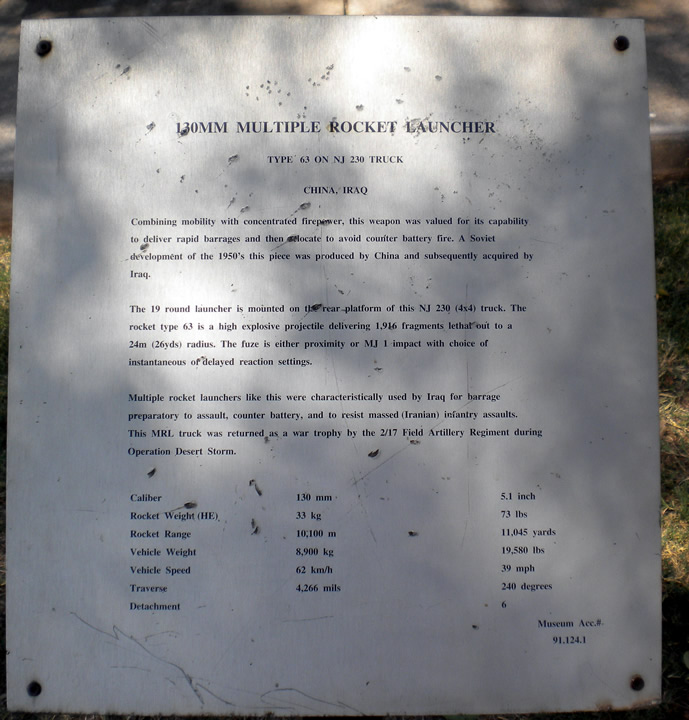 130MM MULTIPLE ROCKET LAUNCHER
TYPE 63 ON NJ 230 TRUCK
CHINA, IRAQ
Combining mobility with concentrated firepower, this weapon was valued for its capability
to deliver rapid barrages and then relocate to avoid counter battery fire. A Soviet
development of the 1950's this piece was produced by China and subsequently acquired by
Iraq.
The 19 round launcher is mounted on the rear platform of this NJ 230 (4x4) truck. The
rocket type 63 is a high explosive projectile delivering 1,916 fragments lethal out to a
24m (26yds) radius. The fuze is either proximity or MJ 1 impact with choice of
instantaneous of delayed reaction settings.
Multiple rocket launchers like this were characteristically used by Iraq for barrage
preparatory to assault, counter battery, and to resist massed (Iranian) infantry assaults.
This MRL truck was returned as a war trophy by the 2/17 Field Artillery Regiment during
Operation Desert Storm.
Caliber 130 mm 5.1 inch
Rocket Weight (HE) 33 kg 73 lbs
Rocket Range 10,100 m 11,045 yards
Vehicle Weight 8,900 kg 19,580 lbs
Vehicle Speed 62 km/h 39 mph
Traverse 4,266 mils 240 degrees
Detachment 6
Museum Acc.#
91.124.1